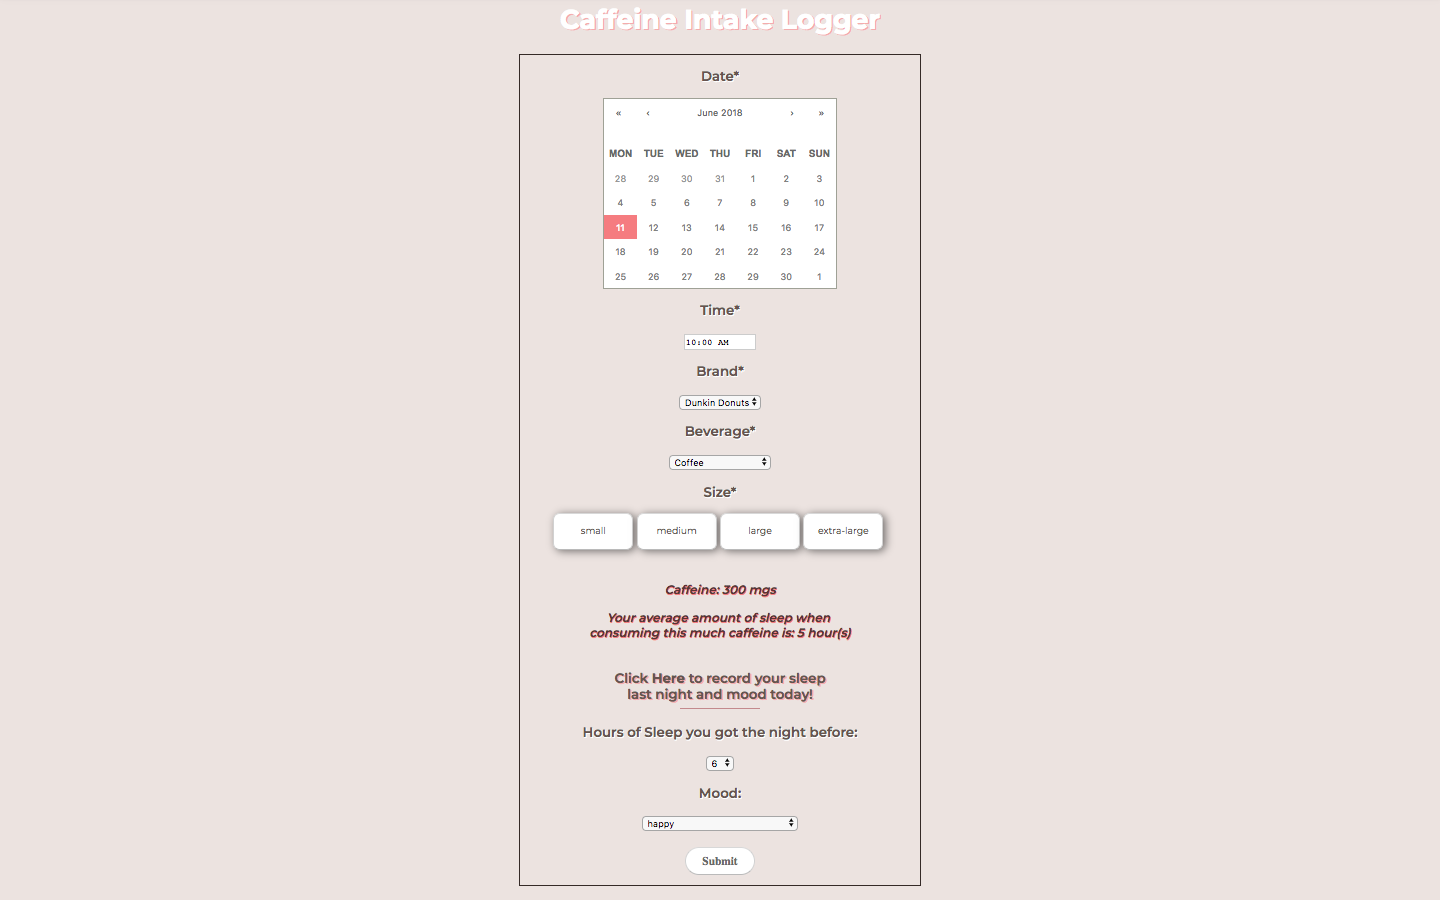 Caffeine Intake Logger
Date*
« ‹ June 2018 › »
MON TUE WED THU FRI SAT SUN
28 29 30 31 1 2 3
4 5 6 7 8 9 10
11 12 13 14 15 16 17
18 19 20 21 22 23 24
25 26 27 28 29 30 1
Time*
10:00 AM
Brand*
Dunkin Donuts
Beverage*
Coffee
Size*
small medium large extra-large
Caffeine: 300 mgs
Your average amount of sleep when
consuming this much caffeine is: 5 hour(s)
Click Here to record your sleep
last night and mood today!
Hours of Sleep you got the night before:
6
Mood:
happy
Submit